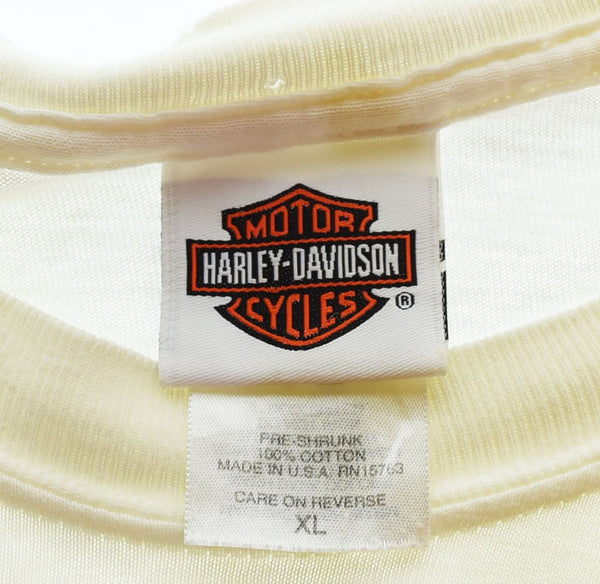 MOTOR
HARLEY-DAVIDSON
CYCLES ®
PRE-SHRUNK
100% COTTON
MADE IN U.S.A. RN15763
CARE ON REVERSE
XL